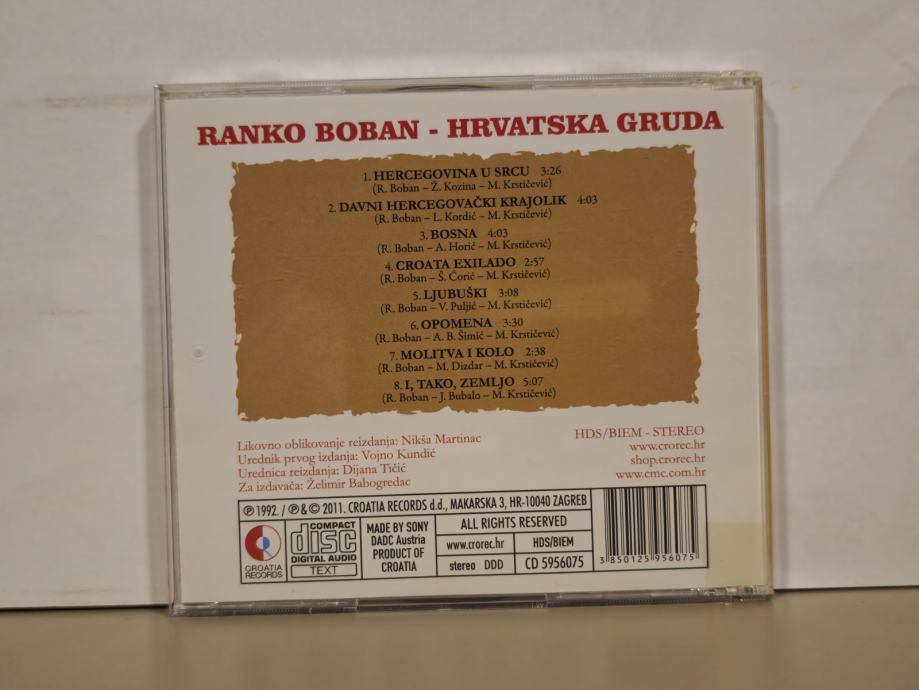 RANKO BOBAN - HRVATSKA GRUDA
1. HERCEGOVINA U SRCU 3:26
(R. Boban – Ž. Kozina – M. Krstičević)
2. DAVNI HERCEGOVAČKI KRAJOLIK 4:03
(R. Boban – L. Kordić – M. Krstičević)
3. BOSNA 4:03
(R. Boban – A. Horić – M. Krstičević)
4. CROATA EXILADO 2:57
(R. Boban – Š. Ćorić – M. Krstičević)
5. LJUBUŠKI 3:08
(R. Boban – V. Puljić – M. Krstičević)
6. OPOMENA 3:30
(R. Boban – A. B. Šimić – M. Krstičević)
7. MOLITVA I KOLO 2:38
(R. Boban – M. Dizdar – M. Krstičević)
8. I, TAKO, ZEMLJO 5:07
(R. Boban – J. Bubalo – M. Krstičević)
Likovno oblikovanje reizdanja: Nikša Martinac
Urednik prvog izdanja: Vojno Kundić
Urednica reizdanja: Dijana Tičić
Za izdavača: Želimir Babogredac
HDS/BIEM - STEREO
www.crorec.hr
shop.crorec.hr
www.cmc.com.hr
℗ 1992. / ℗ & © 2011. CROATIA RECORDS d.d., MAKARSKA 3, HR-10040 ZAGREB
CROATIA
RECORDS
COMPACT
disc
DIGITAL AUDIO
TEXT
MADE BY SONY
DADC Austria
PRODUCT OF
CROATIA
ALL RIGHTS RESERVED
www.crorec.hr HDS/BIEM
stereo DDD CD 5956075
3 850125 956075